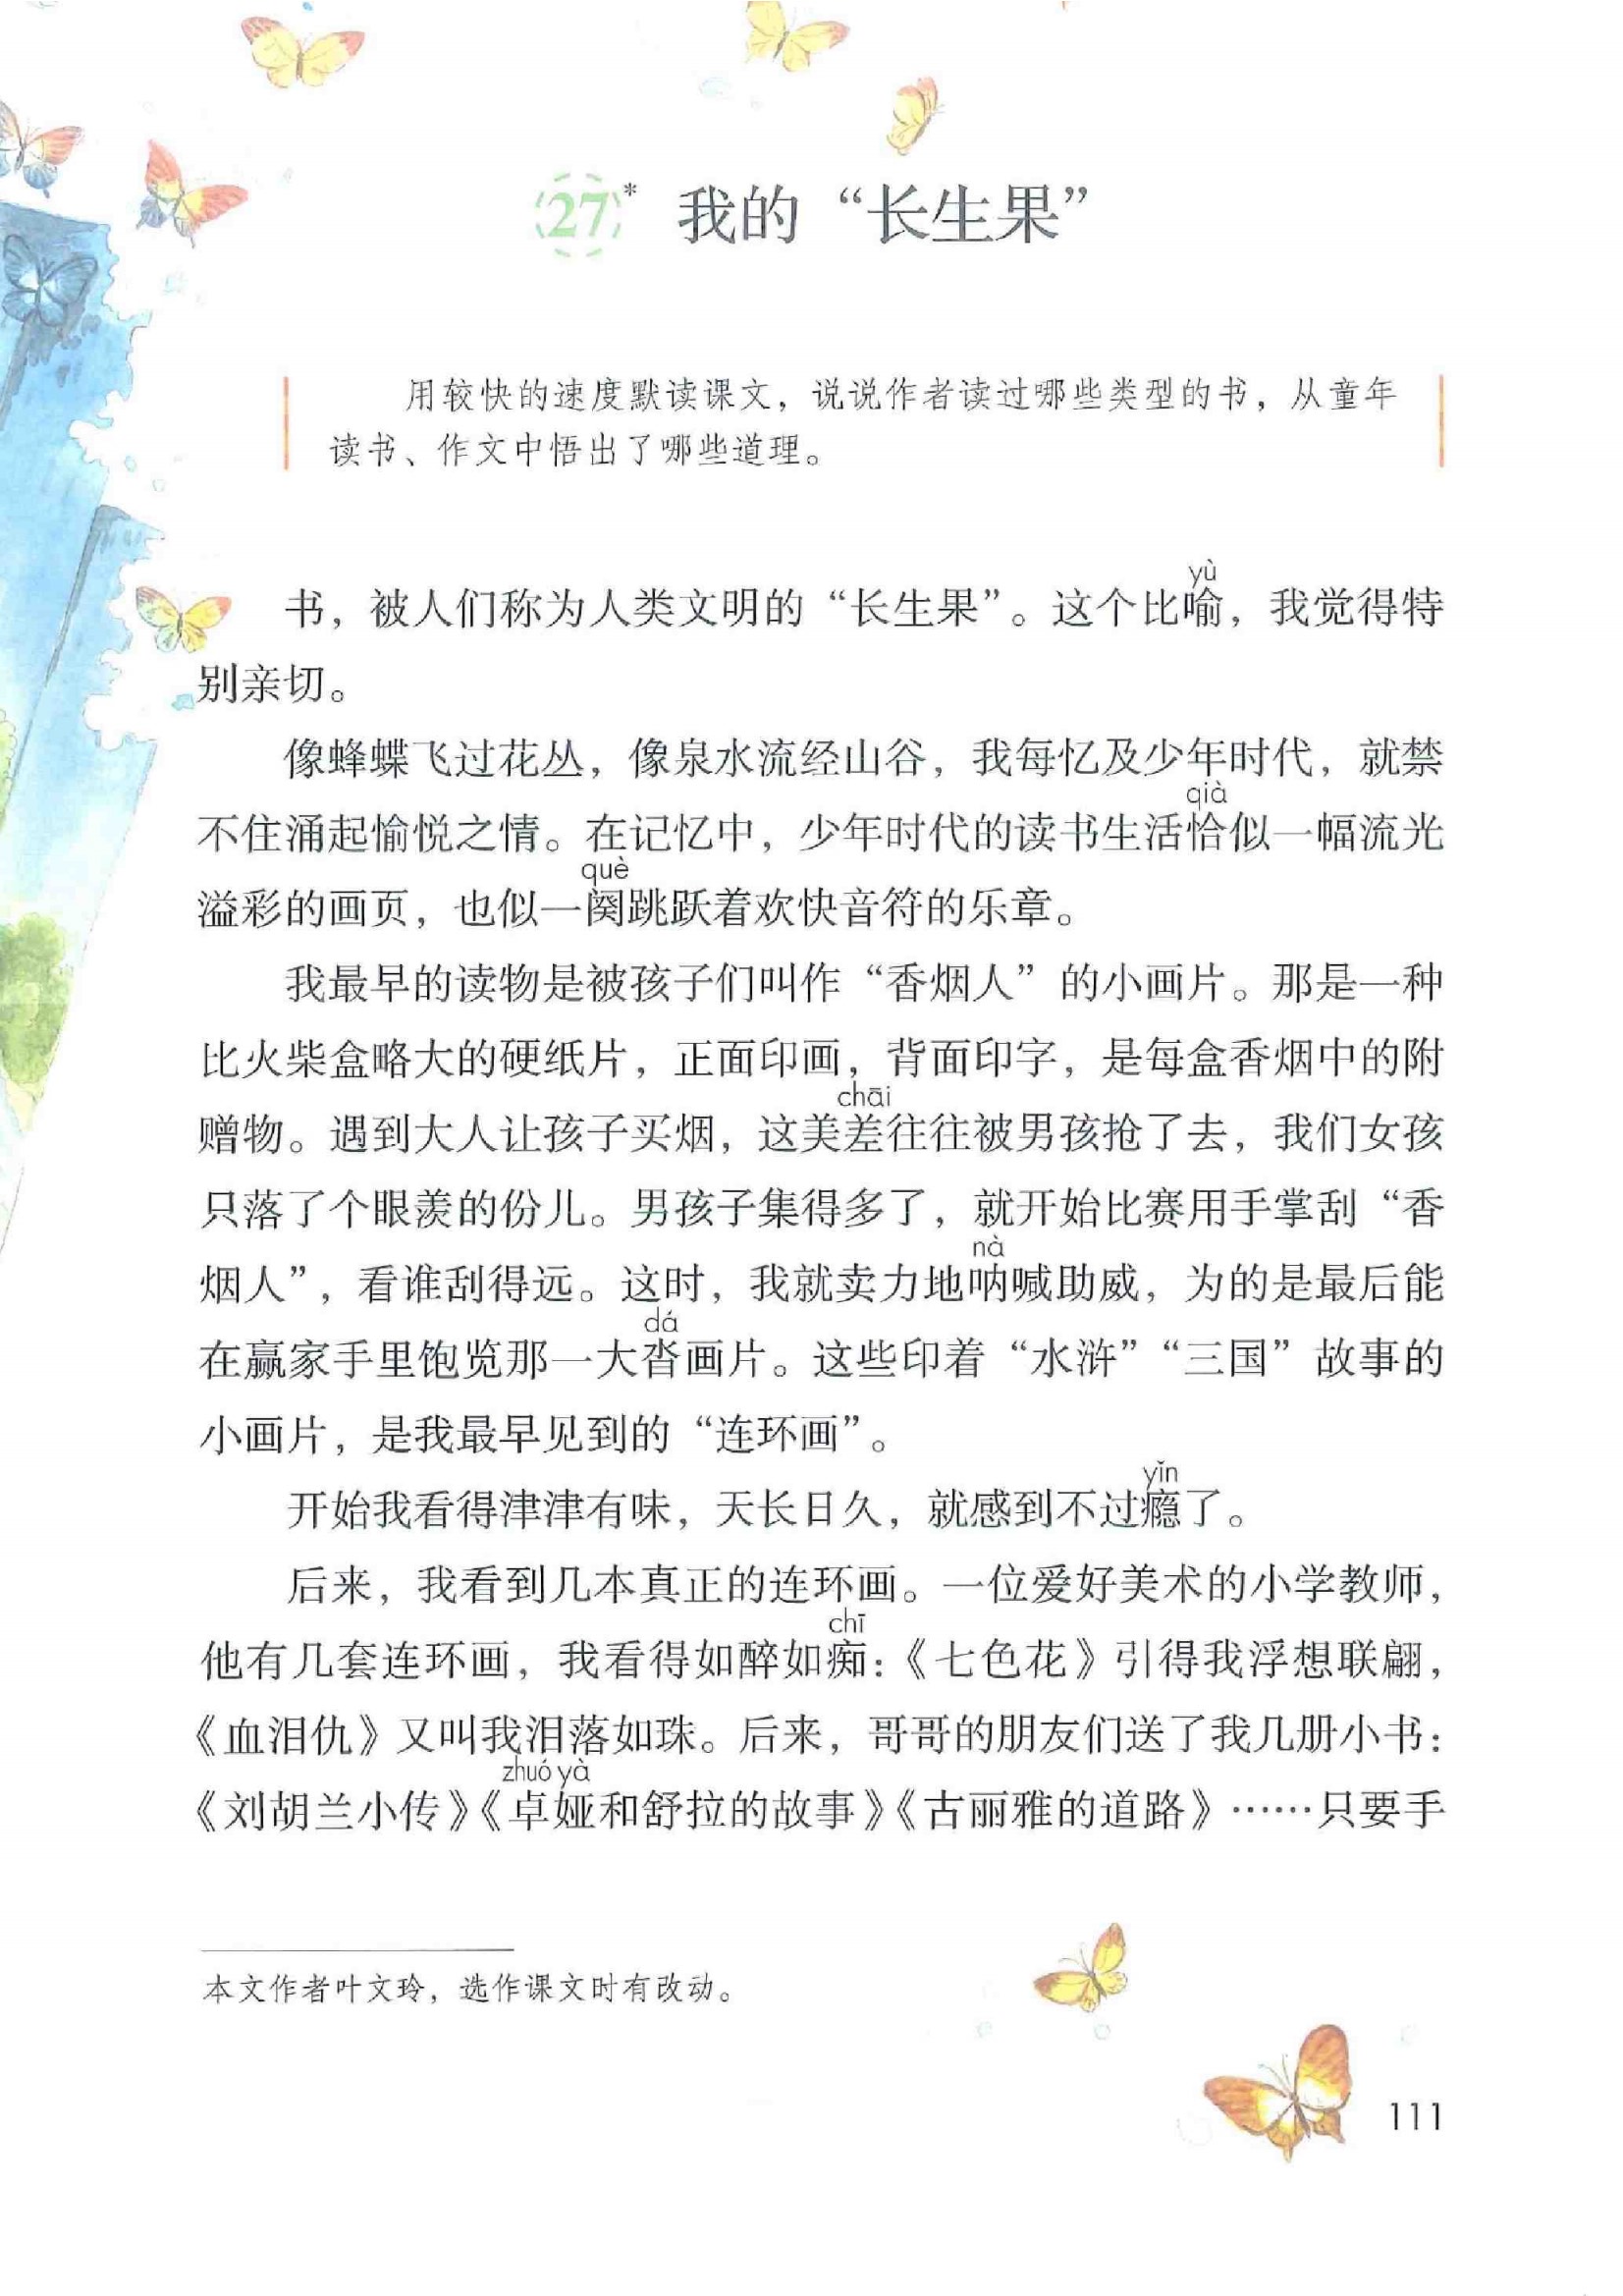 27* 我的“长生果”
用较快的速度默读课文，说说作者读过哪些类型的书，从童年
读书、作文中悟出了哪些道理。
yù
书，被人们称为人类文明的“长生果”。这个比喻，我觉得特
别亲切。
像蜂蝶飞过花丛，像泉水流经山谷，我每忆及少年时代，就禁
qià
不住涌起愉悦之情。在记忆中，少年时代的读书生活恰似一幅流光
què
溢彩的画页，也似一阕跳跃着欢快音符的乐章。
我最早的读物是被孩子们叫作“香烟人”的小画片。那是一种
比火柴盒略大的硬纸片，正面印画，背面印字，是每盒香烟中的附
chāi
赠物。遇到大人让孩子买烟，这美差往往被男孩抢了去，我们女孩
只落了个眼羡的份儿。男孩子集得多了，就开始比赛用手掌刮“香
nà
烟人”，看谁刮得远。这时，我就卖力地呐喊助威，为的是最后能
dá
在赢家手里饱览那一大沓画片。这些印着“水浒”“三国”故事的
小画片，是我最早见到的“连环画”。
yǐn
开始我看得津津有味，天长日久，就感到不过瘾了。
后来，我看到几本真正的连环画。一位爱好美术的小学教师，
chī
他有几套连环画，我看得如醉如痴：《七色花》引得我浮想联翩，
《血泪仇》又叫我泪落如珠。后来，哥哥的朋友们送了我几册小书：
zhuó yà
《刘胡兰小传》《卓娅和舒拉的故事》《古丽雅的道路》……只要手
本文作者叶文玲，选作课文时有改动。
111